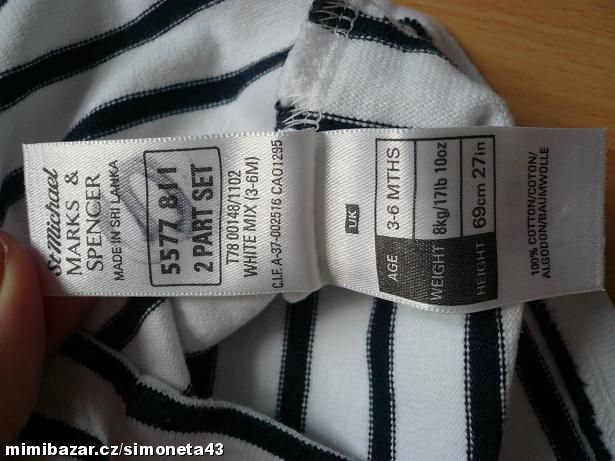 St Michael
MARKS &
SPENCER
MADE IN SRI LANKA
5577 811
2 PART SET
T78 00148/1102
WHITE MIX (3-6M)
C.I.F. A-37-002516 CAO1295
UK
AGE 3-6 MTHS
WEIGHT 8kg/17lb 10oz
HEIGHT 69cm 27in
100% COTTON/COTON/
ALGODON/BAUMWOLLE
mimibazar.cz/simoneta43